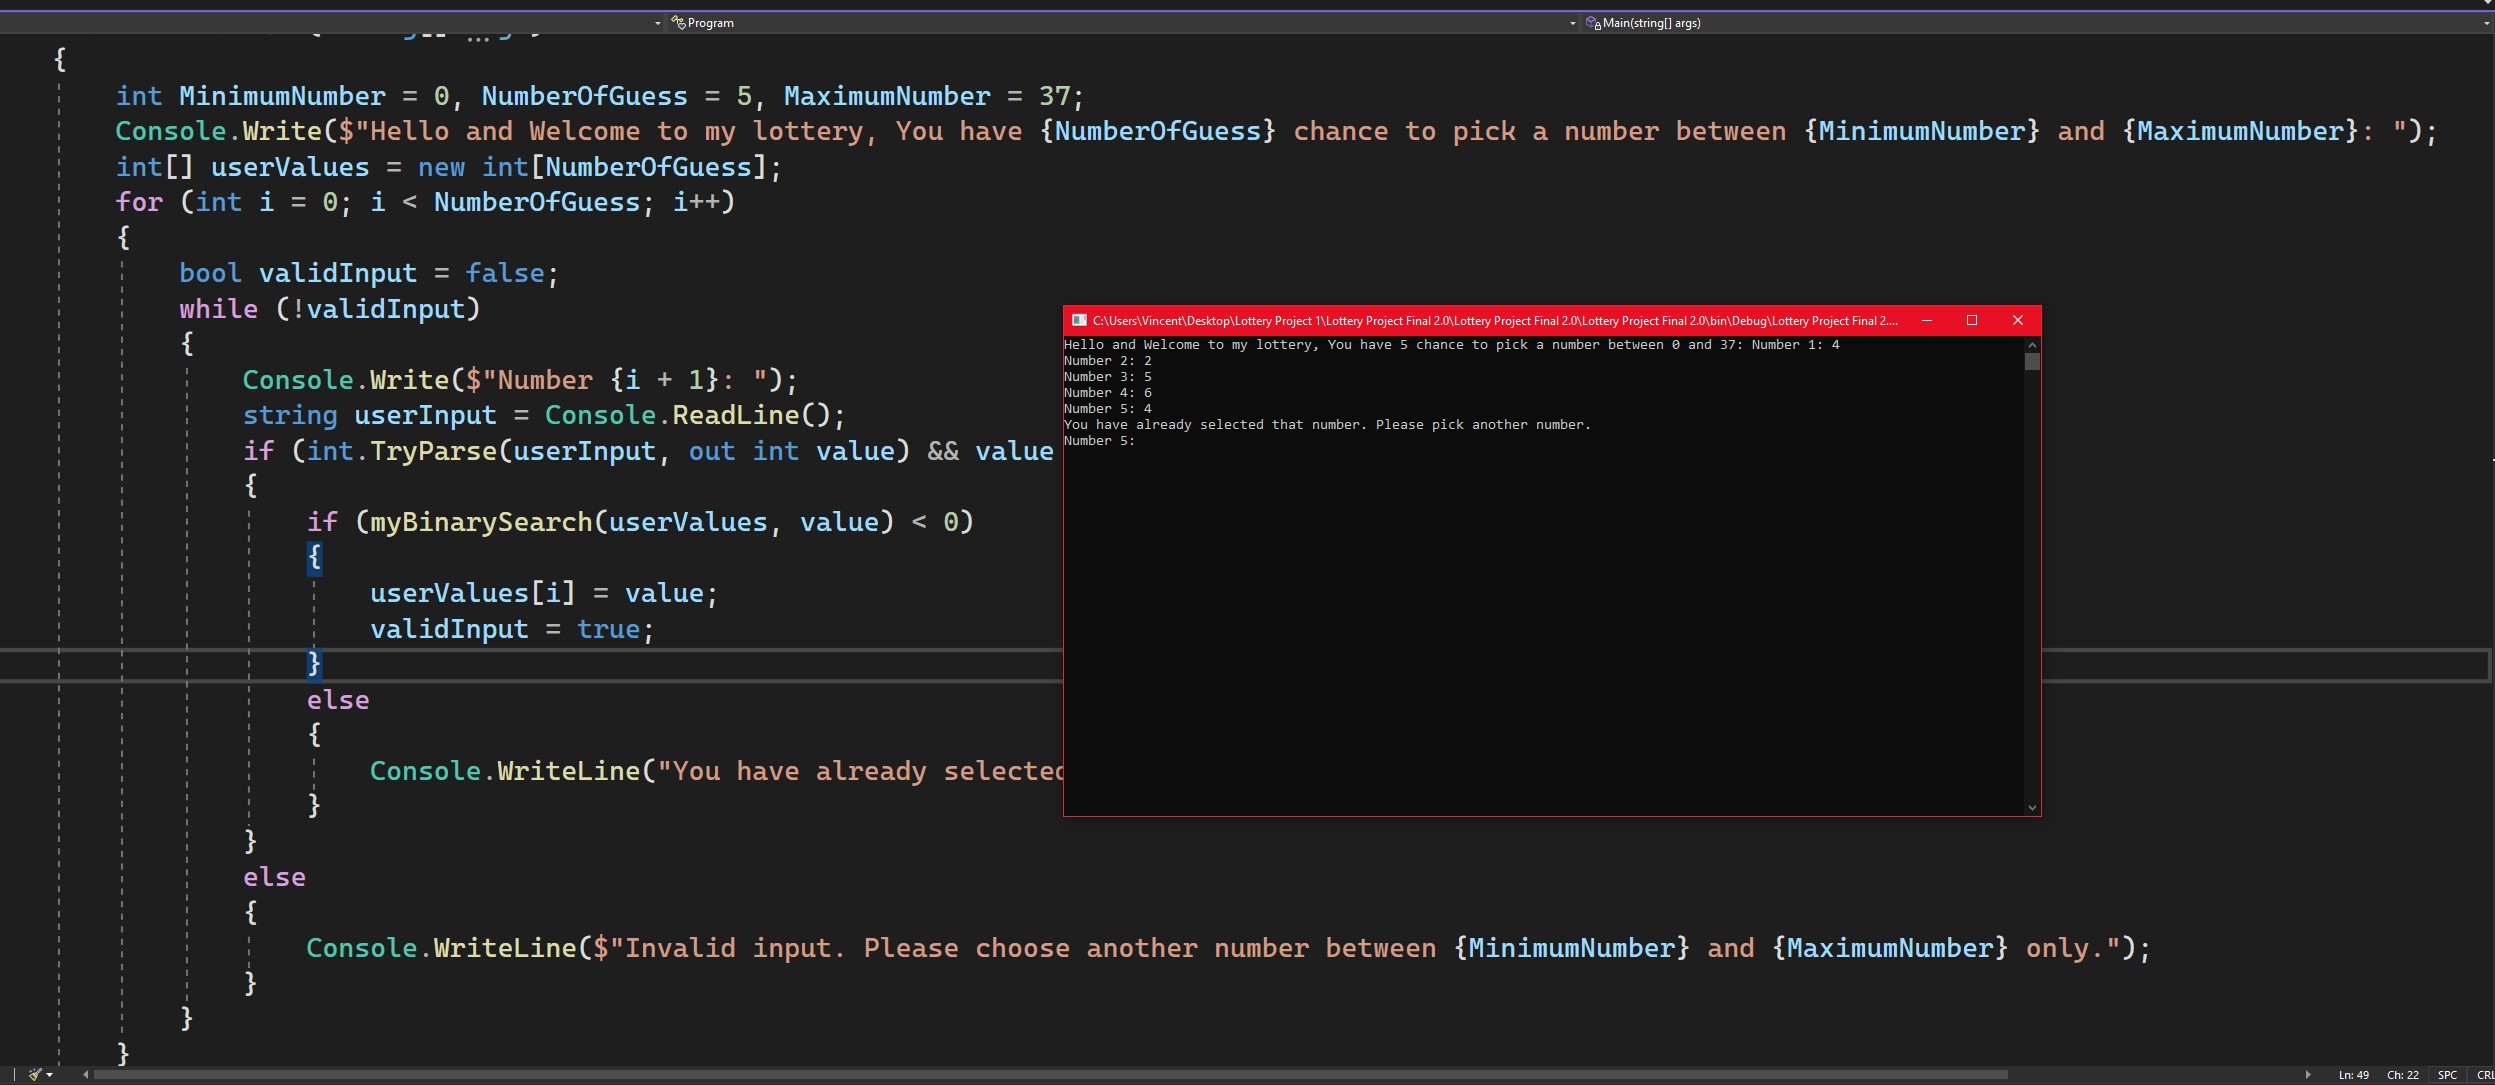 Program
Main(string[] args)
{
int MinimumNumber = 0, NumberOfGuess = 5, MaximumNumber = 37;
Console.Write($"Hello and Welcome to my lottery, You have {NumberOfGuess} chance to pick a number between {MinimumNumber} and {MaximumNumber}: ");
int[] userValues = new int[NumberOfGuess];
for (int i = 0; i < NumberOfGuess; i++)
{
bool validInput = false;
while (!validInput)
{
Console.Write($"Number {i + 1}: ");
string userInput = Console.ReadLine();
if (int.TryParse(userInput, out int value) && value
{
if (myBinarySearch(userValues, value) < 0)
{
userValues[i] = value;
validInput = true;
}
else
{
Console.WriteLine("You have already selected
}
}
else
{
Console.WriteLine($"Invalid input. Please choose another number between {MinimumNumber} and {MaximumNumber} only.");
}
}
}
C:\Users\Vincent\Desktop\Lottery Project 1\Lottery Project Final 2.0\Lottery Project Final 2.0\Lottery Project Final 2.0\bin\Debug\Lottery Project Final 2....
Hello and Welcome to my lottery, You have 5 chance to pick a number between 0 and 37: Number 1: 4
Number 2: 2
Number 3: 5
Number 4: 6
Number 5: 4
You have already selected that number. Please pick another number.
Number 5:
Ln: 49 Ch: 22 SPC